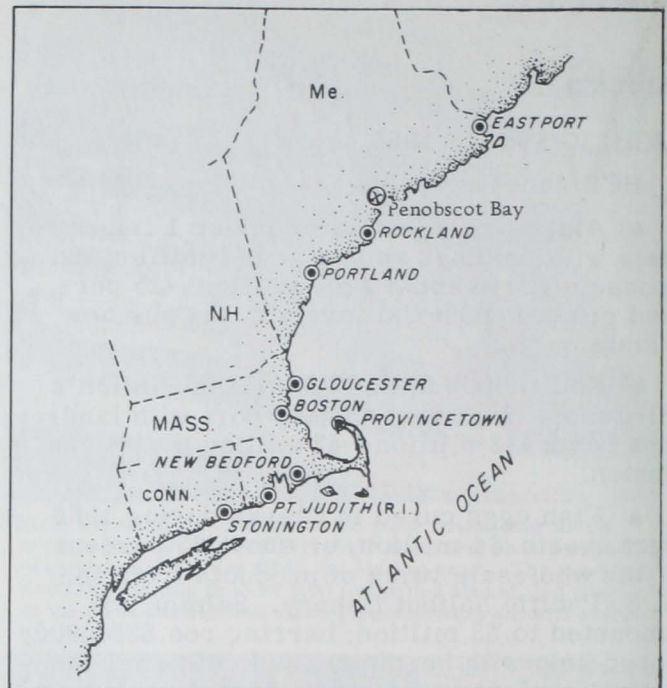 Me.
EASTPORT
Penobscot Bay
ROCKLAND
PORTLAND
N.H.
GLOUCESTER
BOSTON
MASS.
PROVINCETOWN
NEW BEDFORD
CONN.
PT. JUDITH (R.I.)
STONINGTON
ATLANTIC OCEAN